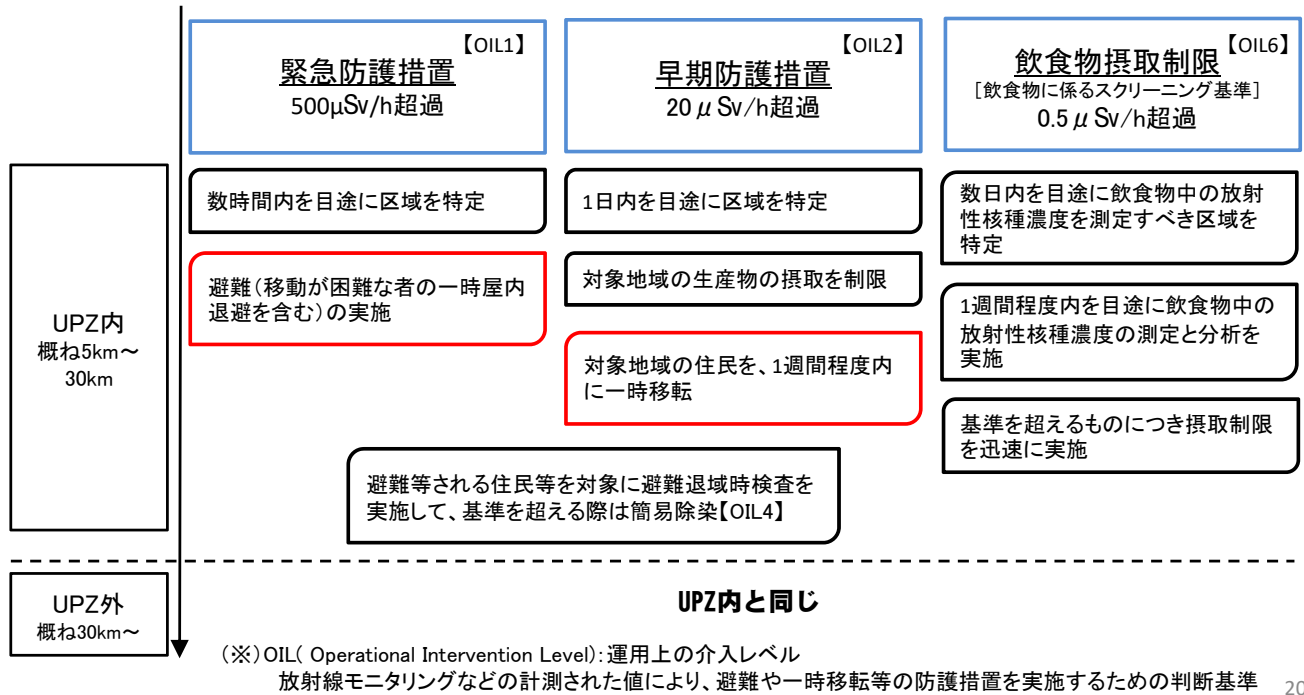 【OIL1】
緊急防護措置
500μSv/h超過
【OIL2】
早期防護措置
20μSv/h超過
【OIL6】
飲食物摂取制限
[飲食物に係るスクリーニング基準]
0.5μSv/h超過
UPZ内
概ね5km～
30km
数時間内を目途に区域を特定
避難（移動が困難な者の一時屋内
退避を含む）の実施
1日内を目途に区域を特定
対象地域の生産物の摂取を制限
対象地域の住民を、1週間程度内
に一時移転
数日内を目途に飲食物中の放射
性核種濃度を測定すべき区域を
特定
1週間程度内を目途に飲食物中の
放射性核種濃度の測定と分析を
実施
基準を超えるものにつき摂取制限
を迅速に実施
避難等される住民等を対象に避難退域時検査を
実施して、基準を超える際は簡易除染【OIL4】
UPZ外
概ね30km～
UPZ内と同じ
（※）OIL( Operational Intervention Level）：運用上の介入レベル
放射線モニタリングなどの計測された値により、避難や一時移転等の防護措置を実施するための判断基準
20